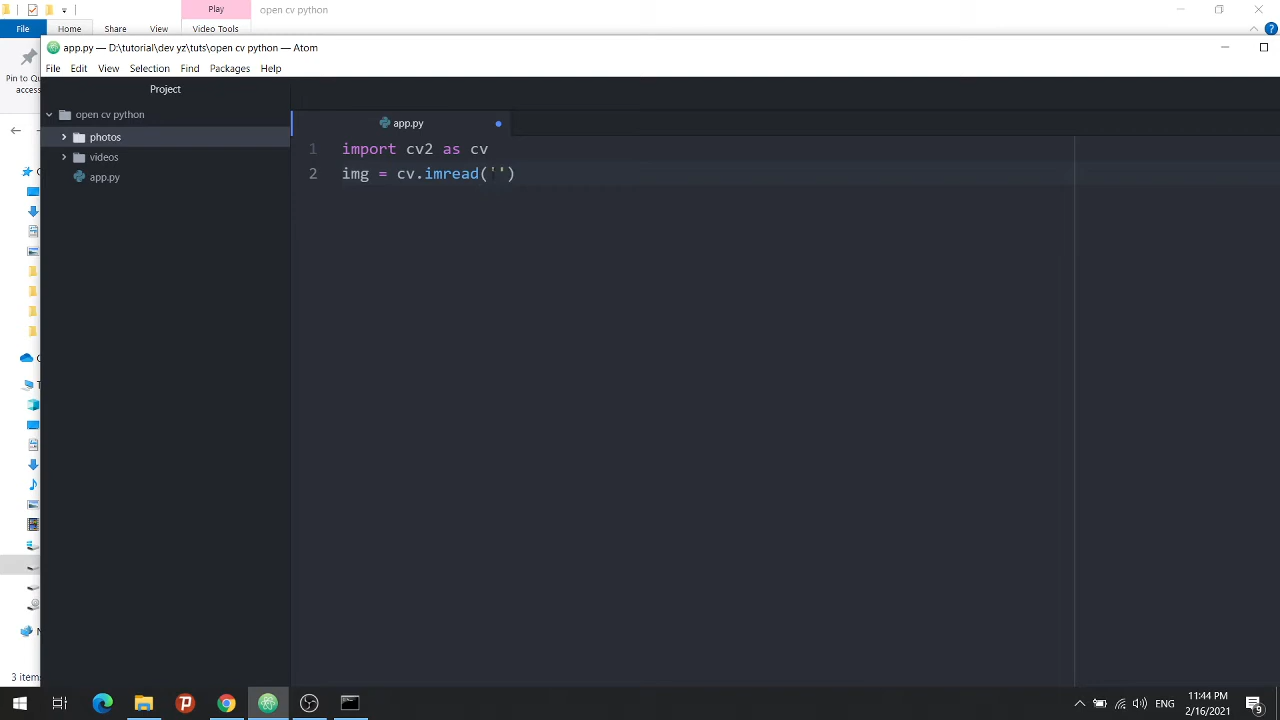 Play
open cv python
File
Home
Share
View
Video Tools
app.py — D:\tutorial\dev yz\tuts\open cv python — Atom
Pin to Qu
access
File
Edit
View
Selection
Find
Packages
Help
Project
open cv python
photos
videos
app.py
app.py
1 import cv2 as cv
2 img = cv.imread('')
3 items
ENG
11:44 PM
2/16/2021
9